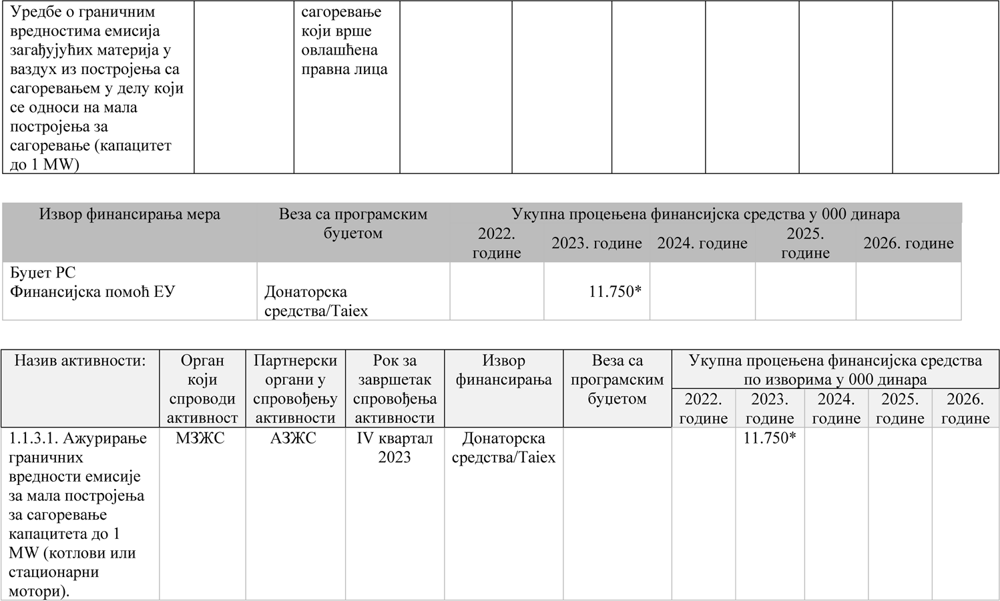 Уредбе о граничним
вредностима емисија
загађујућих материја у
ваздух из постројења са
сагоревањем у делу који
се односи на мала
постројења за
сагоревање (капацитет
до 1 MW)
сагоревање
који врше
овлашћена
правна лица
Извор финансирања мера
Веза са програмским
буџетом
Укупна процењена финансијска средства у 000 динара
2022.
године
2023. године
2024. године
2025.
године
2026. године
Буџет РС
Финансијска помоћ ЕУ
Донаторска
средства/Taiex
11.750*
Назив активности:
Орган
који
спроводи
активност
Партнерски
органи у
спровођењу
активности
Рок за
завршетак
спровођења
активности
Извор
финансирања
Веза са
програмским
буџетом
Укупна процењена финансијска средства
по изворима у 000 динара
2022.
године
2023.
године
2024.
године
2025.
године
2026.
године
1.1.3.1. Ажурирање
граничних
вредности емисије
за мала постројења
за сагоревање
капацитета до 1
MW (котлови или
стационарни
мотори).
МЗЖС
АЗЖС
IV квартал
2023
Донаторска
средства/Taiex
11.750*